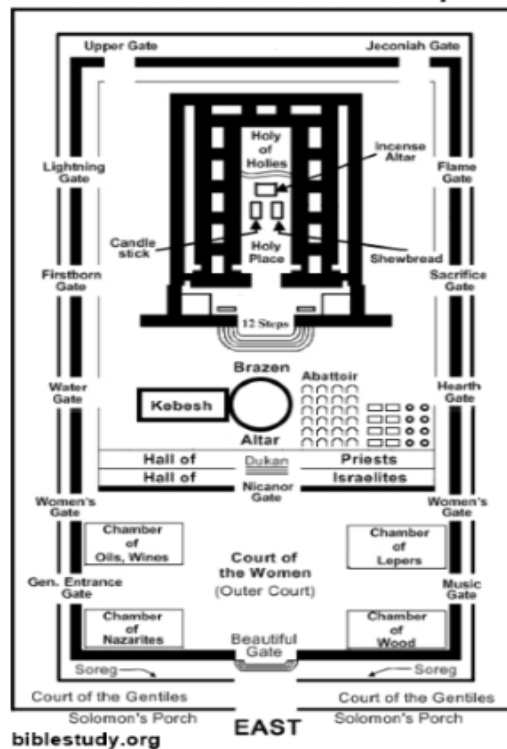 Upper Gate
Jeconiah Gate
Holy
of
Holies
Incense
Altar
Lightning
Gate
Flame
Gate
Candle
stick
Holy
Place
Shewbread
Firstborn
Gate
Sacrifice
Gate
12 Steps
Brazen
Altar
Abattoir
Kebesh
Water
Gate
Hearth
Gate
Hall of
Dukan
Priests
Hall of
Israelites
Nicanor
Gate
Women's
Gate
Women's
Gate
Chamber
of
Oils, Wines
Chamber
of
Lepers
Court of
the Women
(Outer Court)
Gen. Entrance
Gate
Music
Gate
Chamber
of
Nazarites
Beautiful
Gate
Chamber
of
Wood
Soreg
Soreg
Court of the Gentiles
Court of the Gentiles
Solomon's Porch
EAST
Solomon's Porch
biblestudy.org